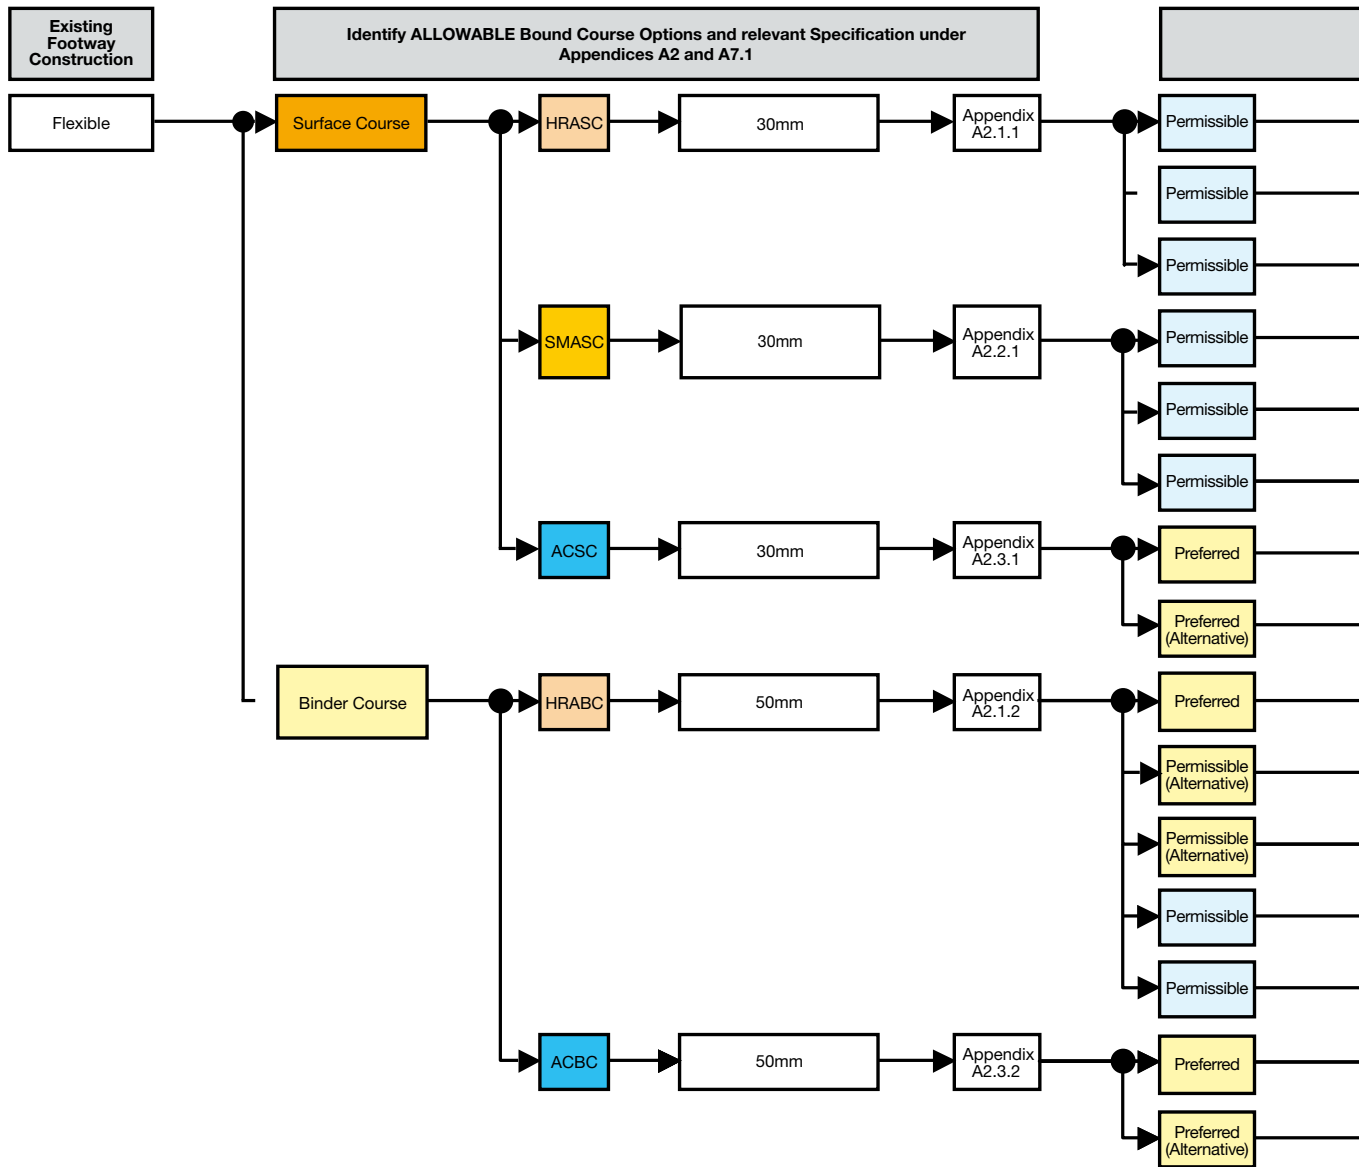 Existing
Footway
Construction
Identify ALLOWABLE Bound Course Options and relevant Specification under
Appendices A2 and A7.1
Flexible
Surface Course
HRASC
30mm
Appendix
A2.1.1
Permissible
Permissible
Permissible
SMASC
30mm
Appendix
A2.2.1
Permissible
Permissible
Permissible
ACSC
30mm
Appendix
A2.3.1
Preferred
Preferred
(Alternative)
Binder Course
HRABC
50mm
Appendix
A2.1.2
Preferred
Permissible
(Alternative)
Permissible
(Alternative)
Permissible
Permissible
ACBC
50mm
Appendix
A2.3.2
Preferred
Preferred
(Alternative)